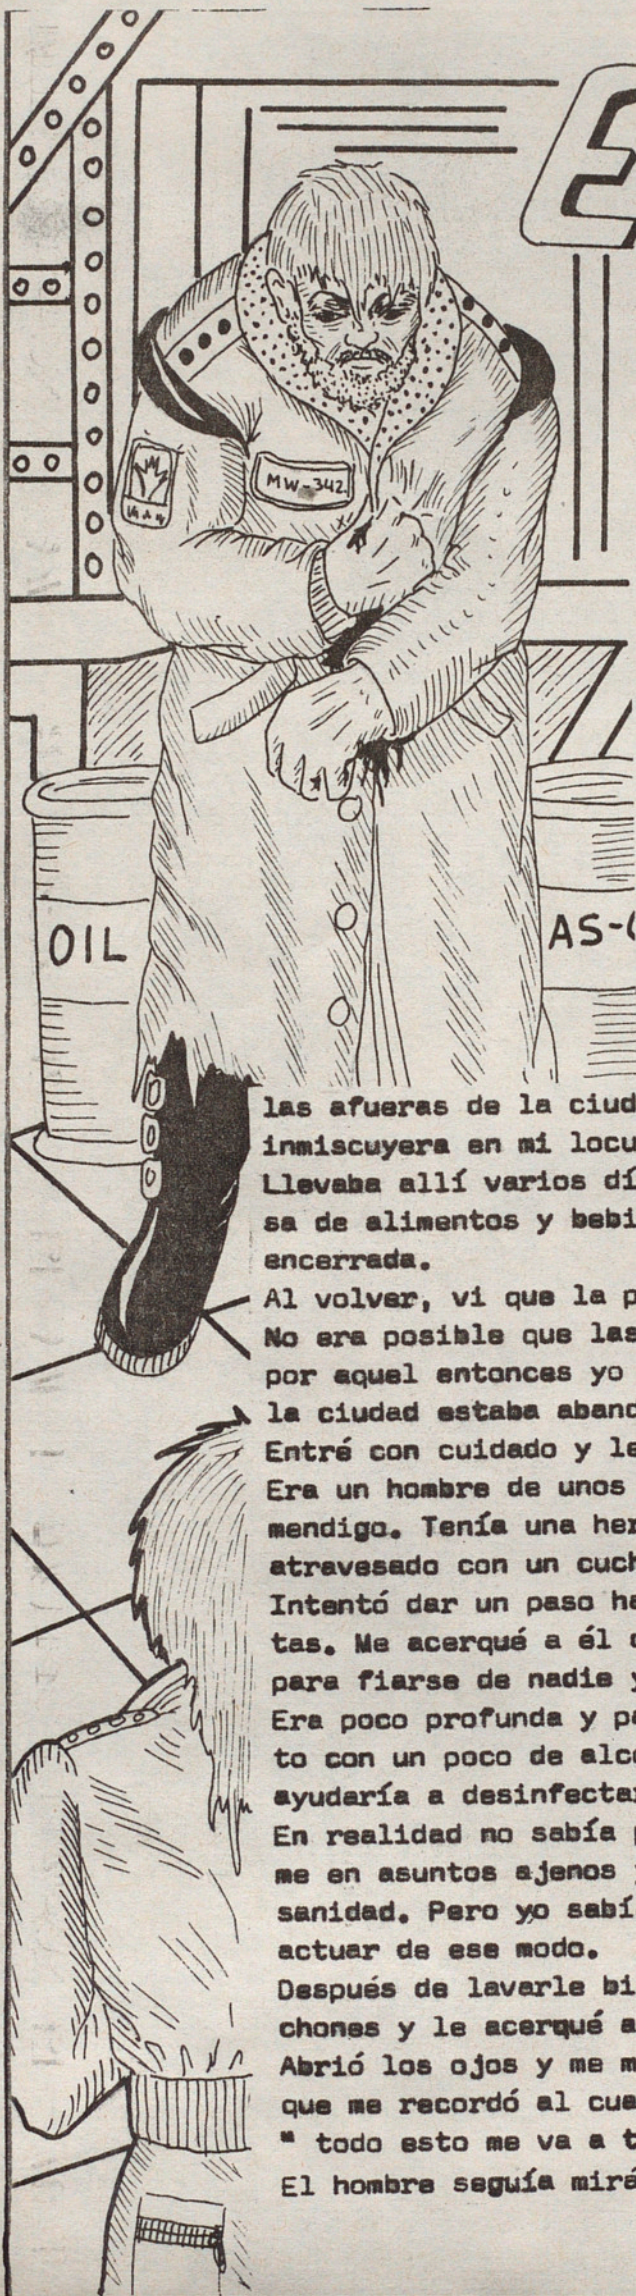 E
MW-342
OIL
AS-
las afueras de la ciud
inmiscuyera en mi locu
Llevaba allí varios dí
sa de alimentos y bebi
encerrada.
Al volver, vi que la p
No era posible que las
por aquel entonces yo
la ciudad estaba aband
Entré con cuidado y le
Era un hombre de unos
mendigo. Tenía una her
atravesado con un cuch
Intentó dar un paso ha
tas. Me acerqué a él c
para fiarse de nadie y
Era poco profunda y pa
to con un poco de alco
ayudaría a desinfectar
En realidad no sabía p
me en asuntos ajenos y
sanidad. Pero yo sabí
actuar de ese modo.
Después de lavarle bi
chones y le acerqué a
Abrió los ojos y me m
que me recordó al cua
" todo esto me va a t
El hombre seguía mirá